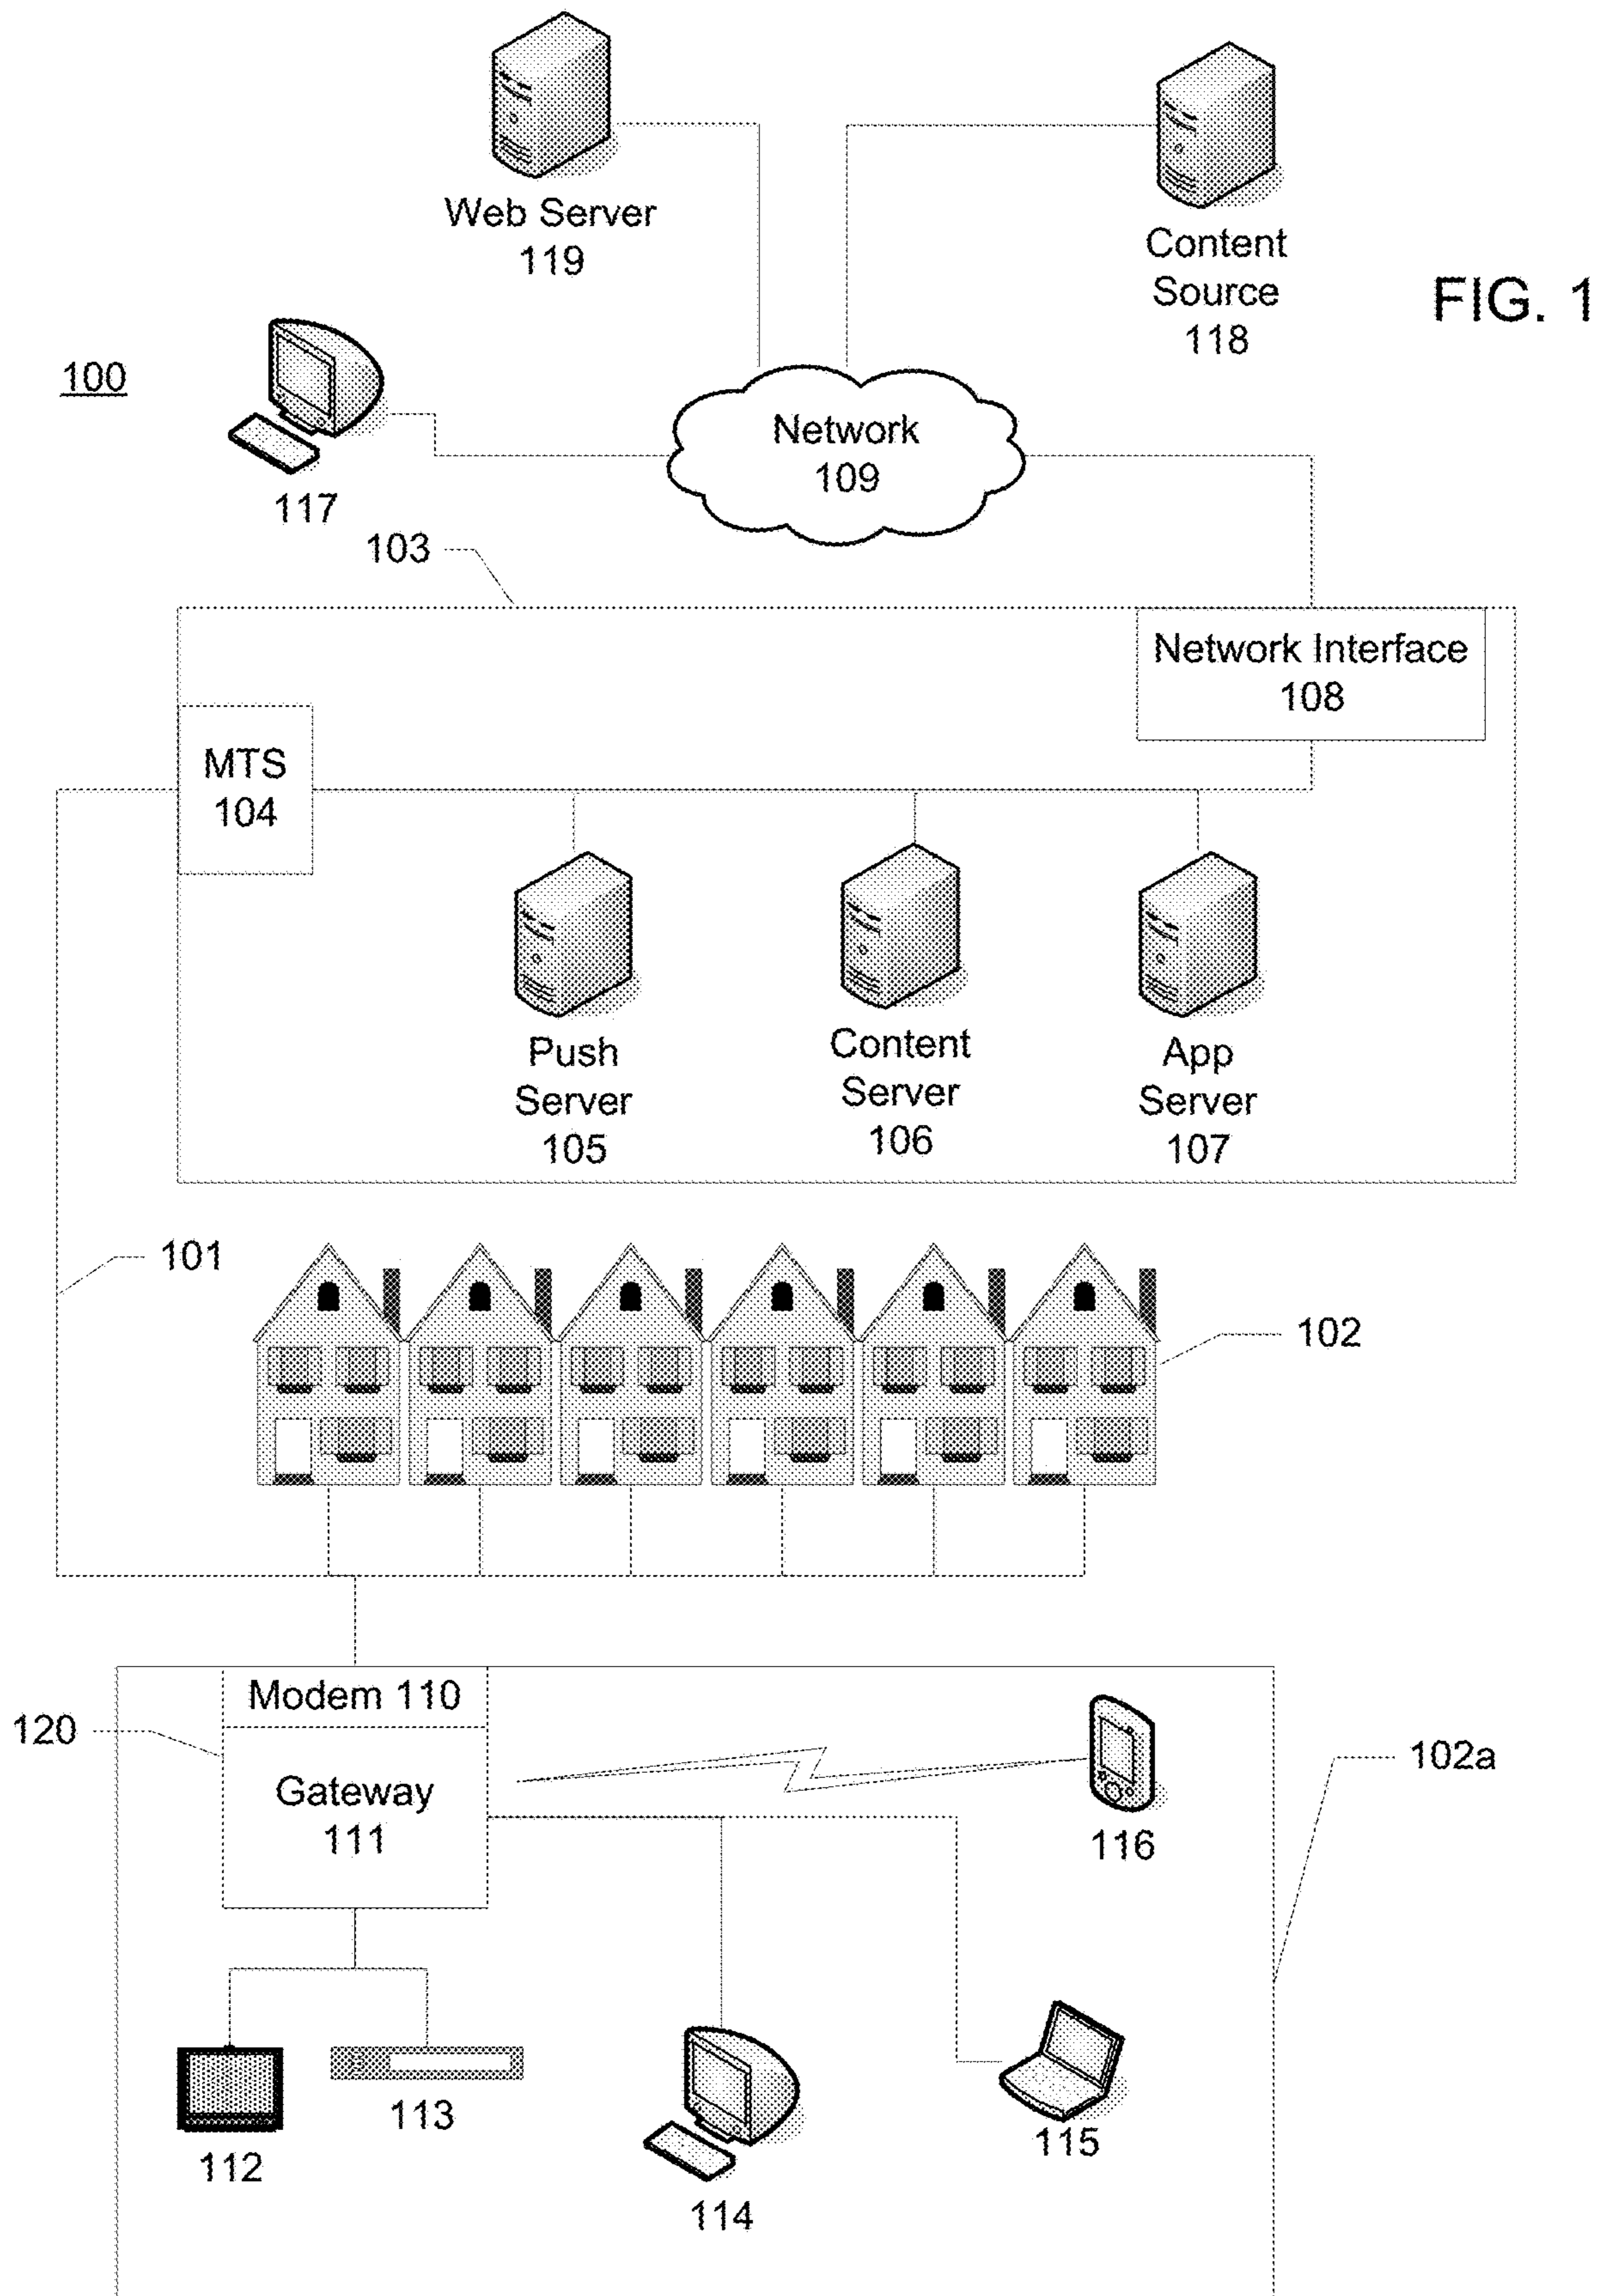 Web Server
119
Content
Source
118
FIG. 1
100
117
Network
109
103
Network Interface
108
MTS
104
Push
Server
105
Content
Server
106
App
Server
107
101
102
Modem 110
120
Gateway
111
116
102a
112
113
114
115